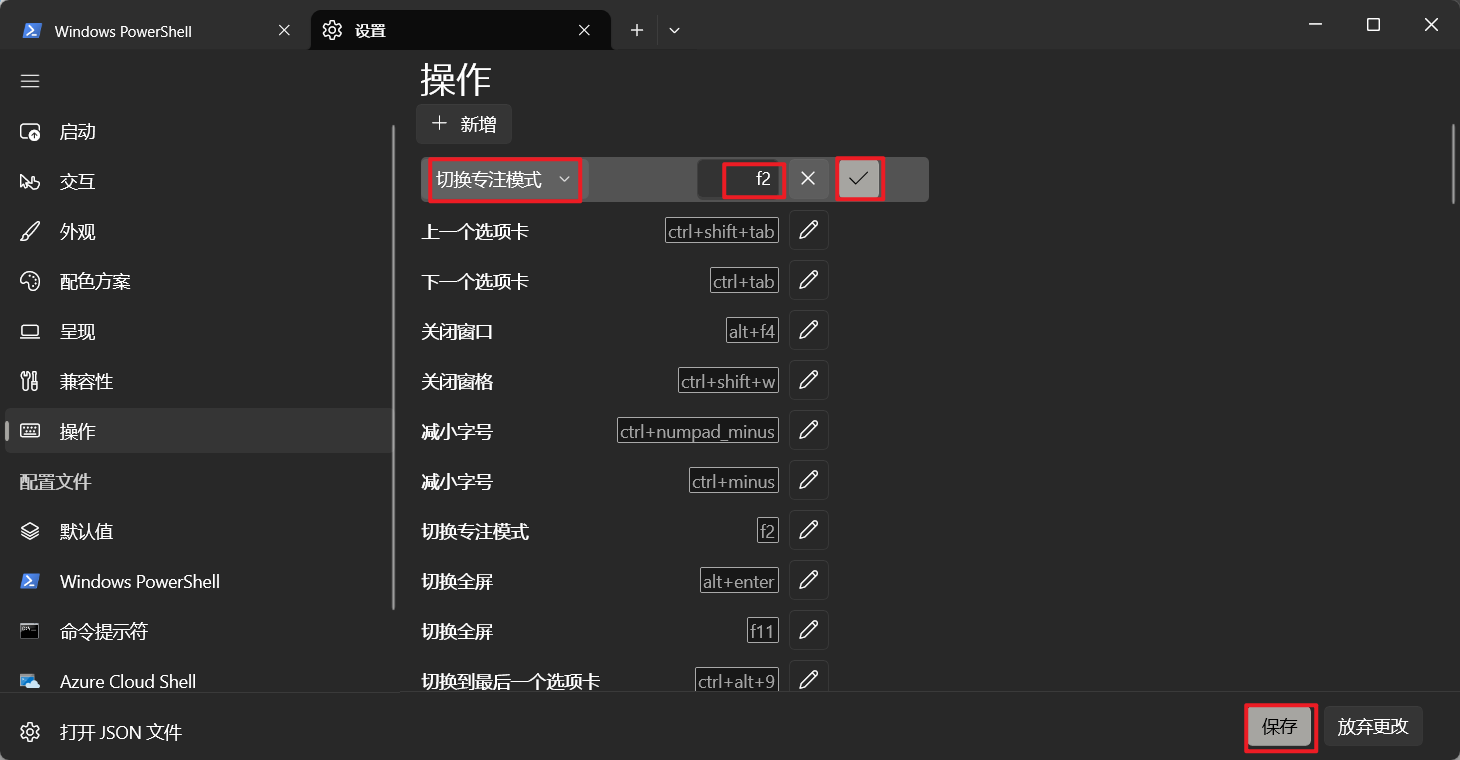 Windows PowerShell
设置
操作
新增
切换专注模式 f2
上一个选项卡 ctrl+shift+tab
下一个选项卡 ctrl+tab
关闭窗口 alt+f4
关闭窗格 ctrl+shift+w
减小字号 ctrl+numpad_minus
减小字号 ctrl+minus
切换专注模式 f2
切换全屏 alt+enter
切换全屏 f11
切换到最后一个选项卡 ctrl+alt+9
启动
交互
外观
配色方案
呈现
兼容性
操作
配置文件
默认值
Windows PowerShell
命令提示符
Azure Cloud Shell
打开 JSON 文件
保存
放弃更改